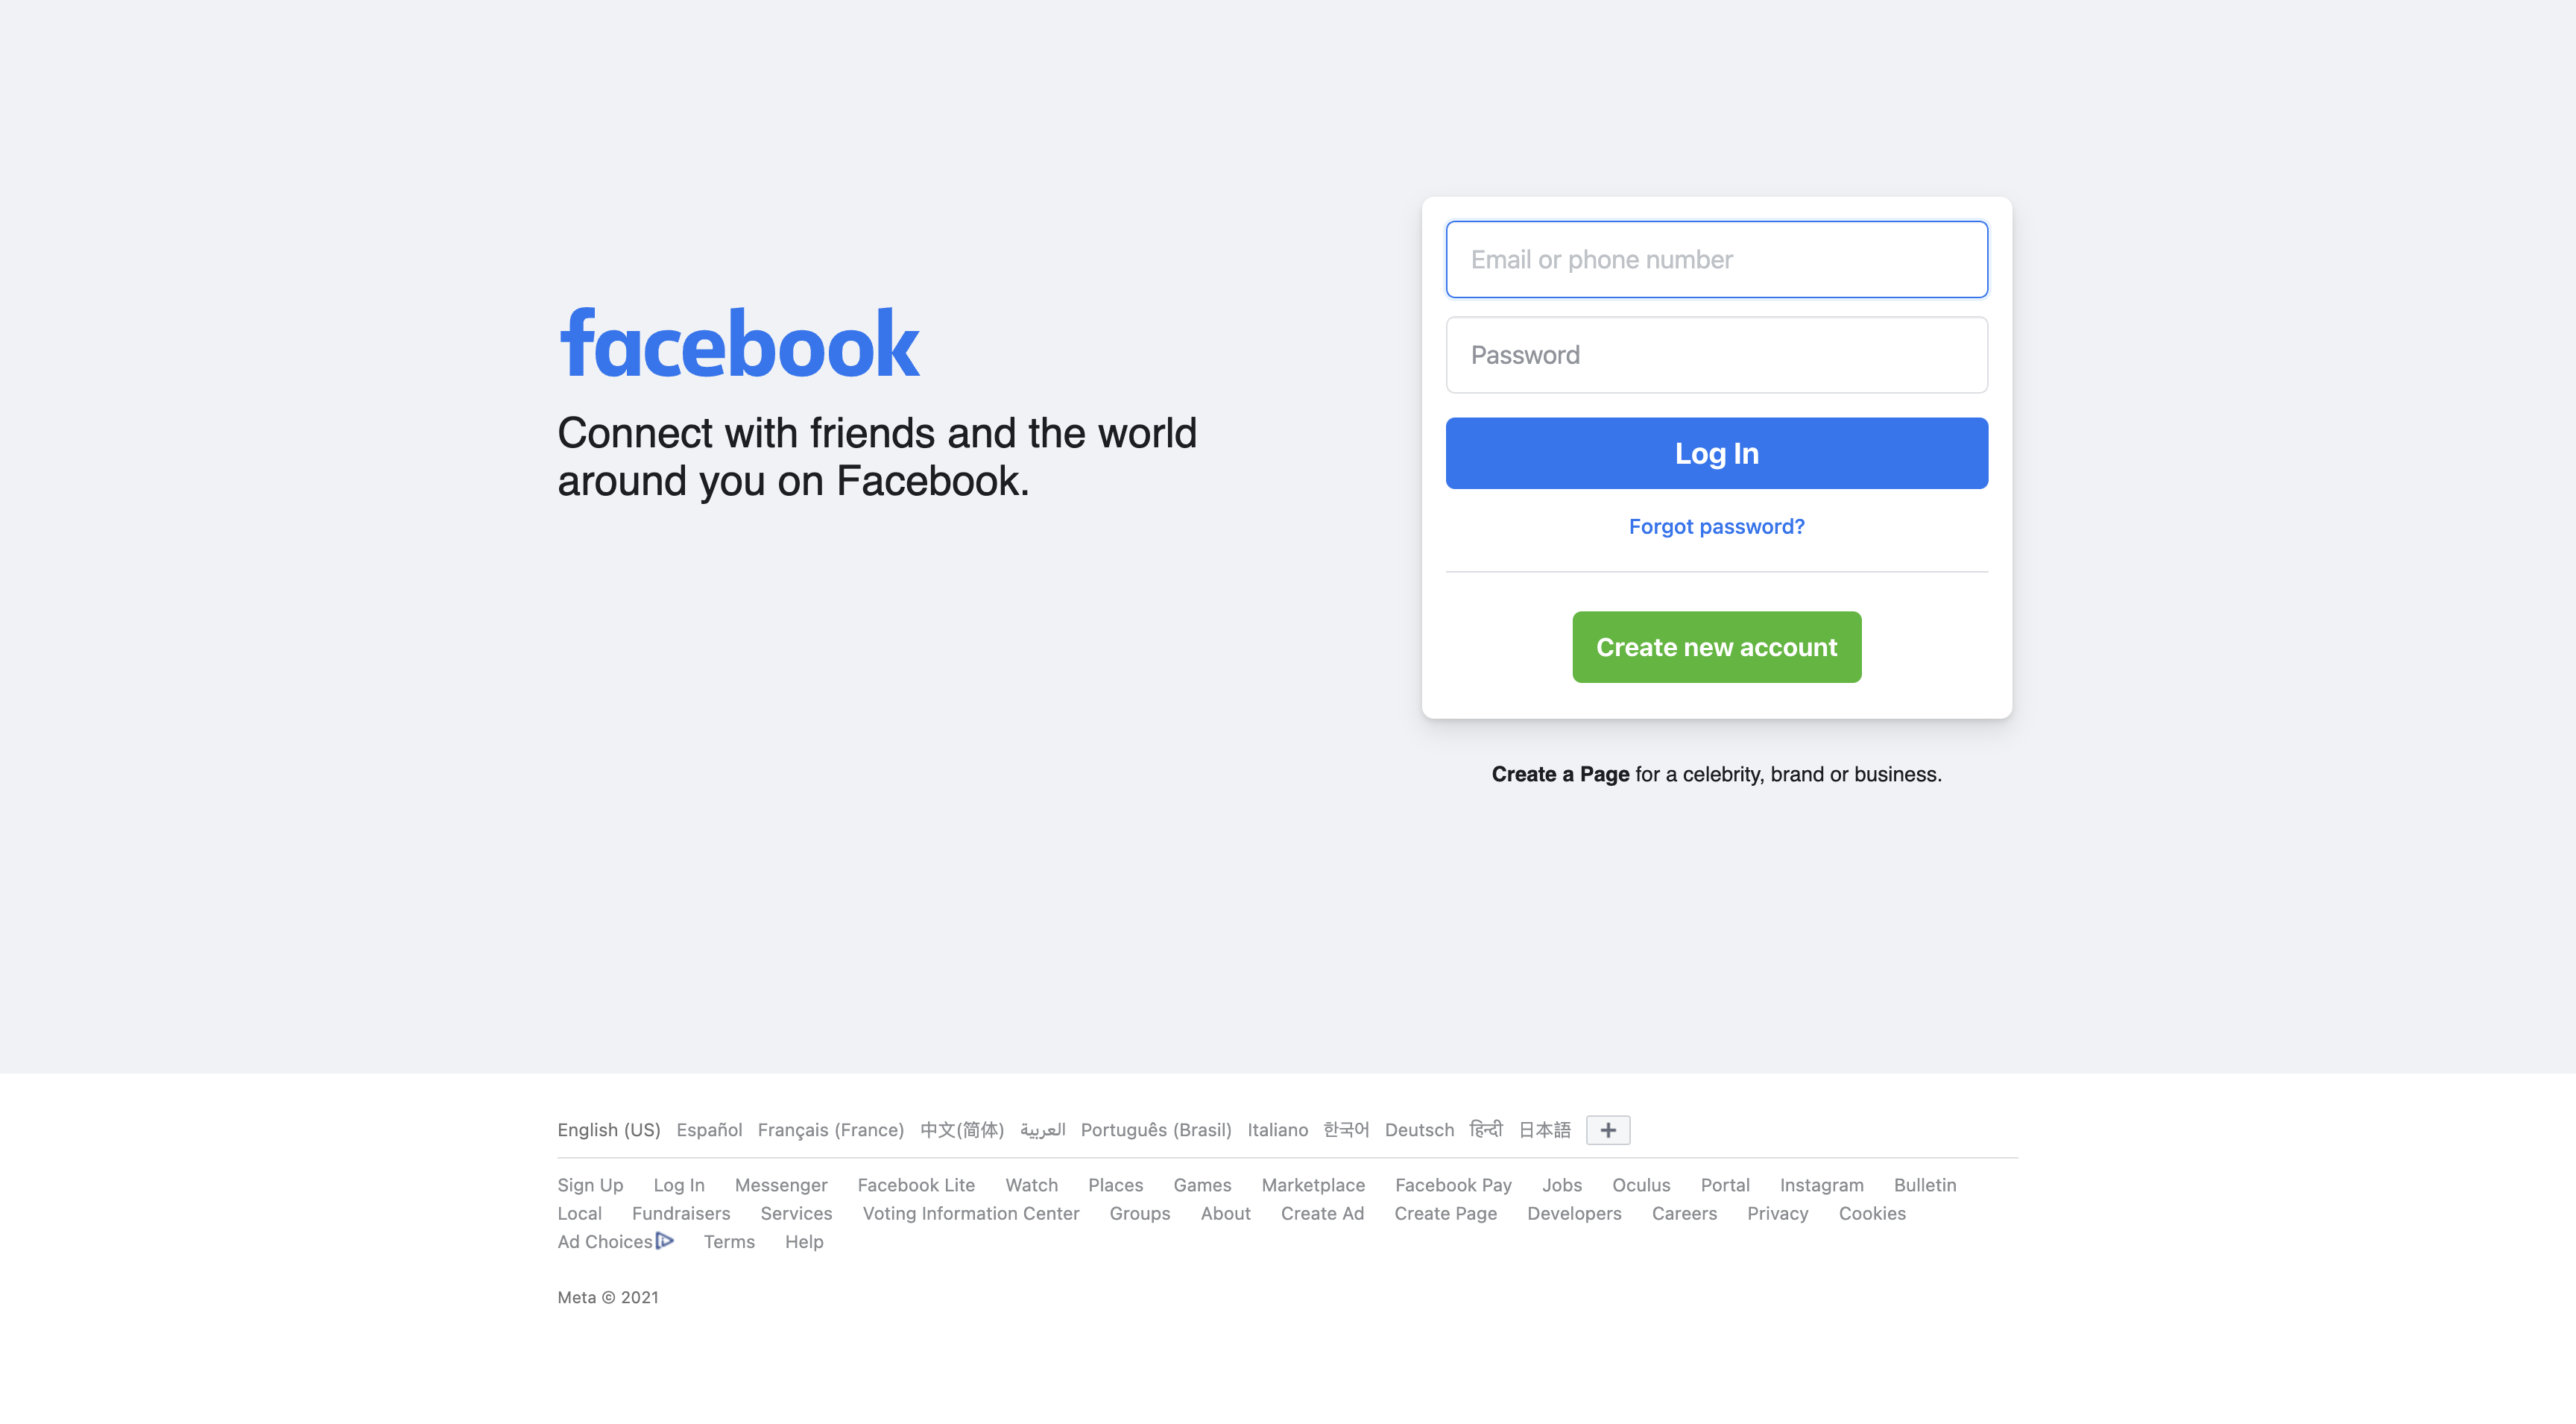 facebook
Connect with friends and the world
around you on Facebook.
Email or phone number
Password
Log In
Forgot password?
Create new account
Create a Page for a celebrity, brand or business.
English (US) Español Français (France) 中文(简体) العربية Português (Brasil) Italiano 한국어 Deutsch हिन्दी 日本語 +
Sign Up Log In Messenger Facebook Lite Watch Places Games Marketplace Facebook Pay Jobs Oculus Portal Instagram Bulletin
Local Fundraisers Services Voting Information Center Groups About Create Ad Create Page Developers Careers Privacy Cookies
Ad Choices Terms Help
Meta © 2021